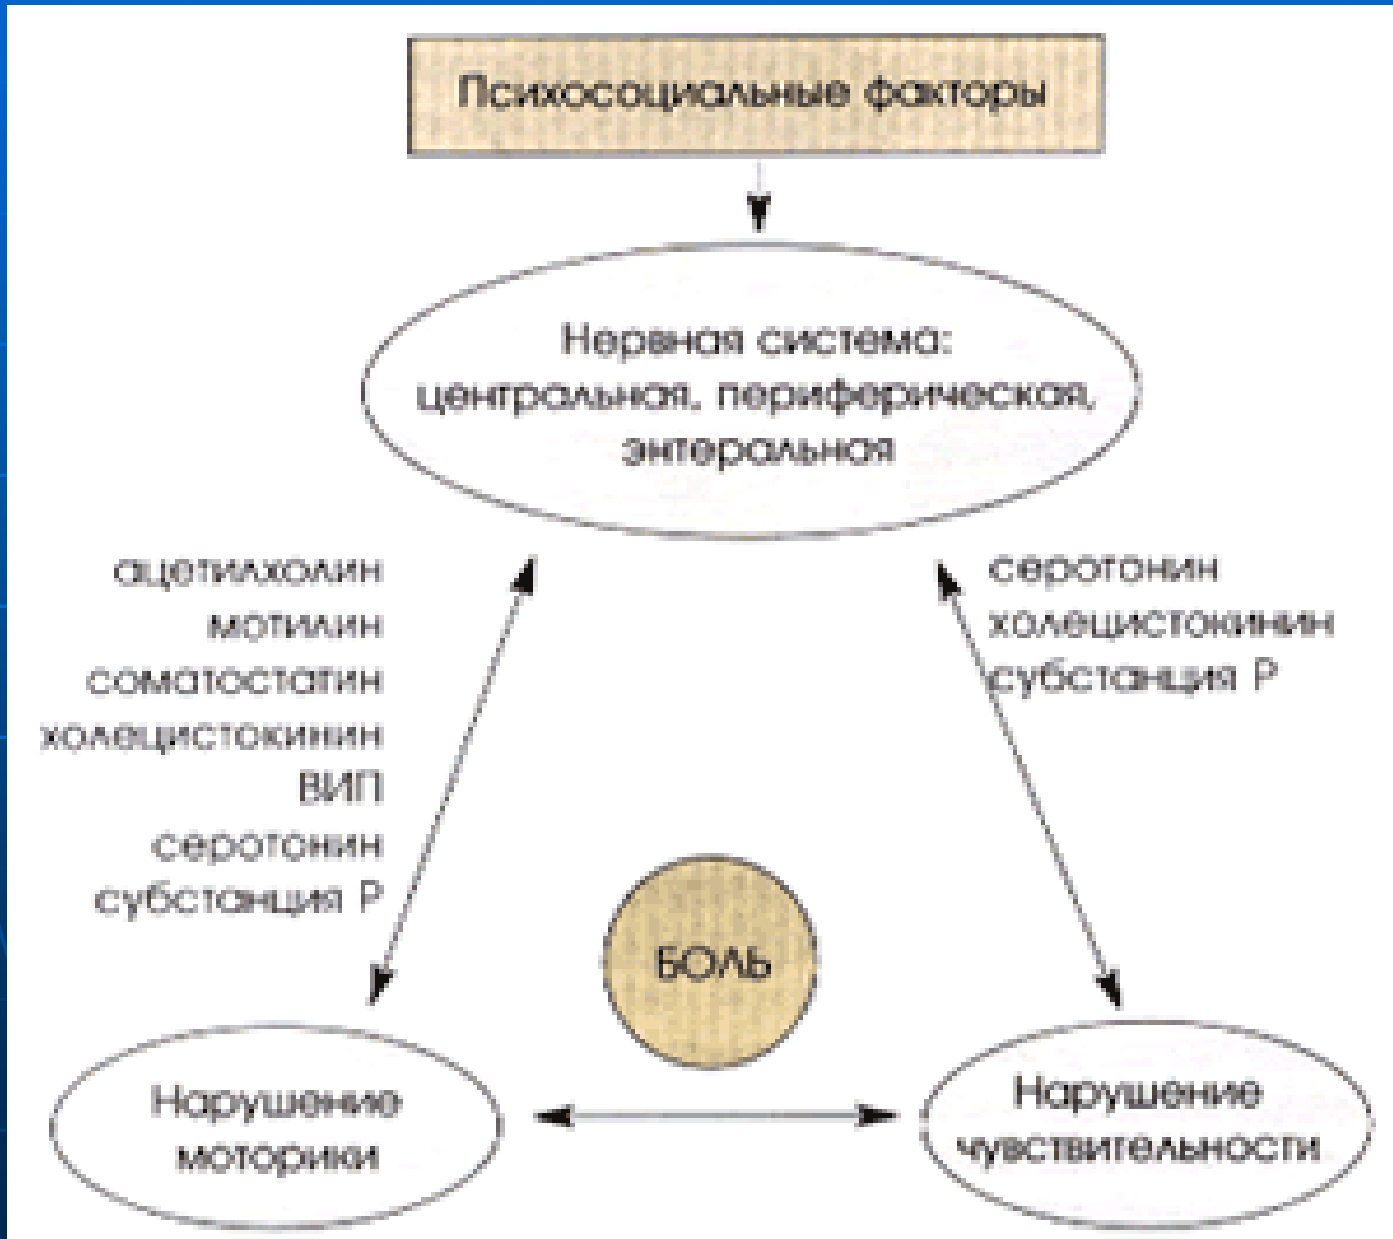 Психосоциальные факторы
Нервная система:
центральная, периферическая,
энтеральная
ацетилхолин
мотилин
соматостатин
холецистокинин
ВИП
серотонин
субстанция Р
серотонин
холецистокинин
субстанция Р
БОЛЬ
Нарушение
моторики
Нарушение
чувствительности